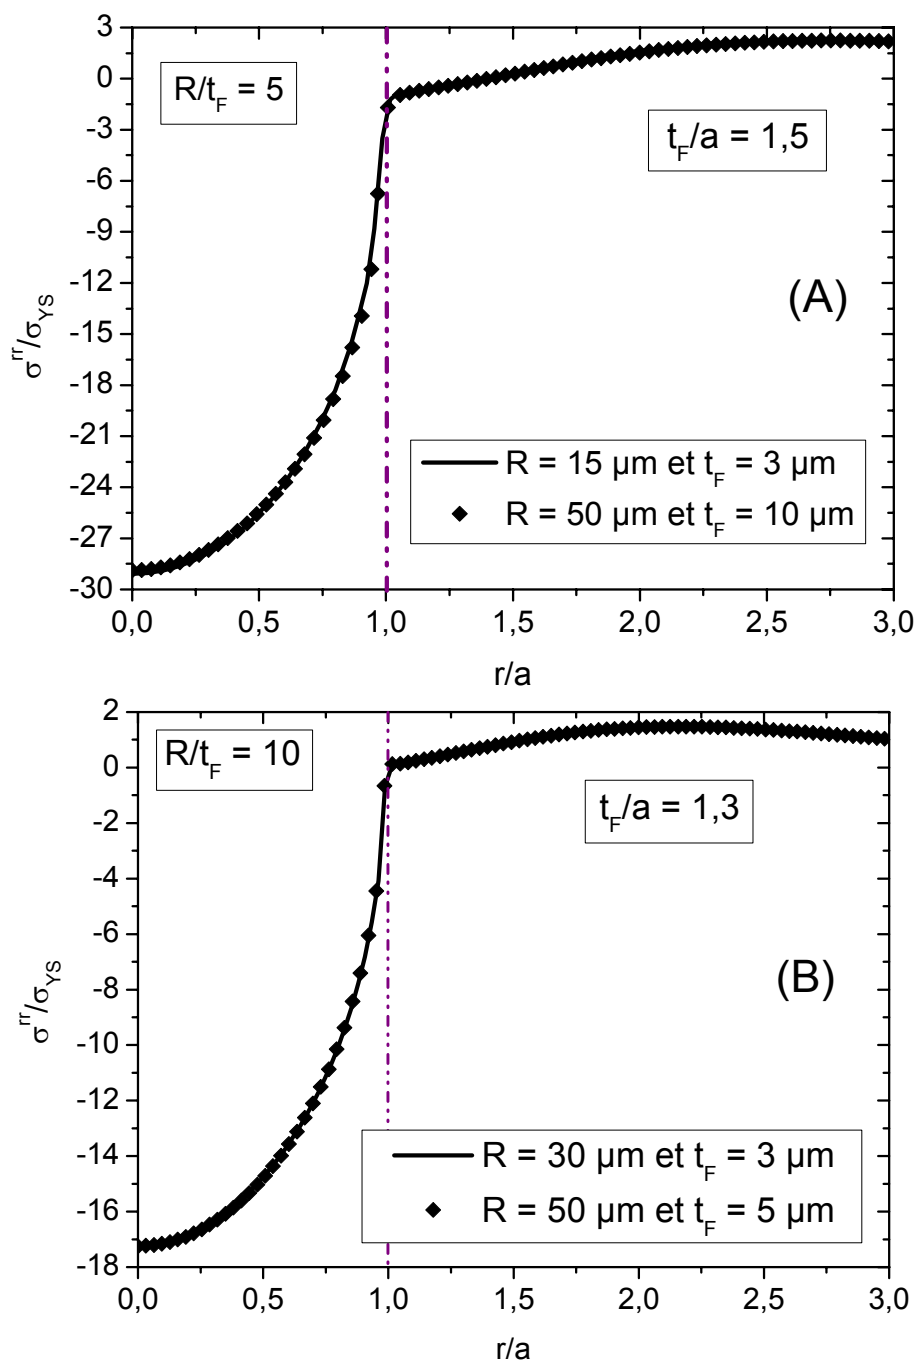 3
0
-3
-6
-9
-12
-15
-18
-21
-24
-27
-30
σ^rr/σ_YS
R/t_F = 5
t_F/a = 1,5
(A)
R = 15 µm et t_F = 3 µm
R = 50 µm et t_F = 10 µm
0,0 0,5 1,0 1,5 2,0 2,5 3,0
r/a
2
0
-2
-4
-6
-8
-10
-12
-14
-16
-18
σ^rr/σ_YS
R/t_F = 10
t_F/a = 1,3
(B)
R = 30 µm et t_F = 3 µm
R = 50 µm et t_F = 5 µm
0,0 0,5 1,0 1,5 2,0 2,5 3,0
r/a